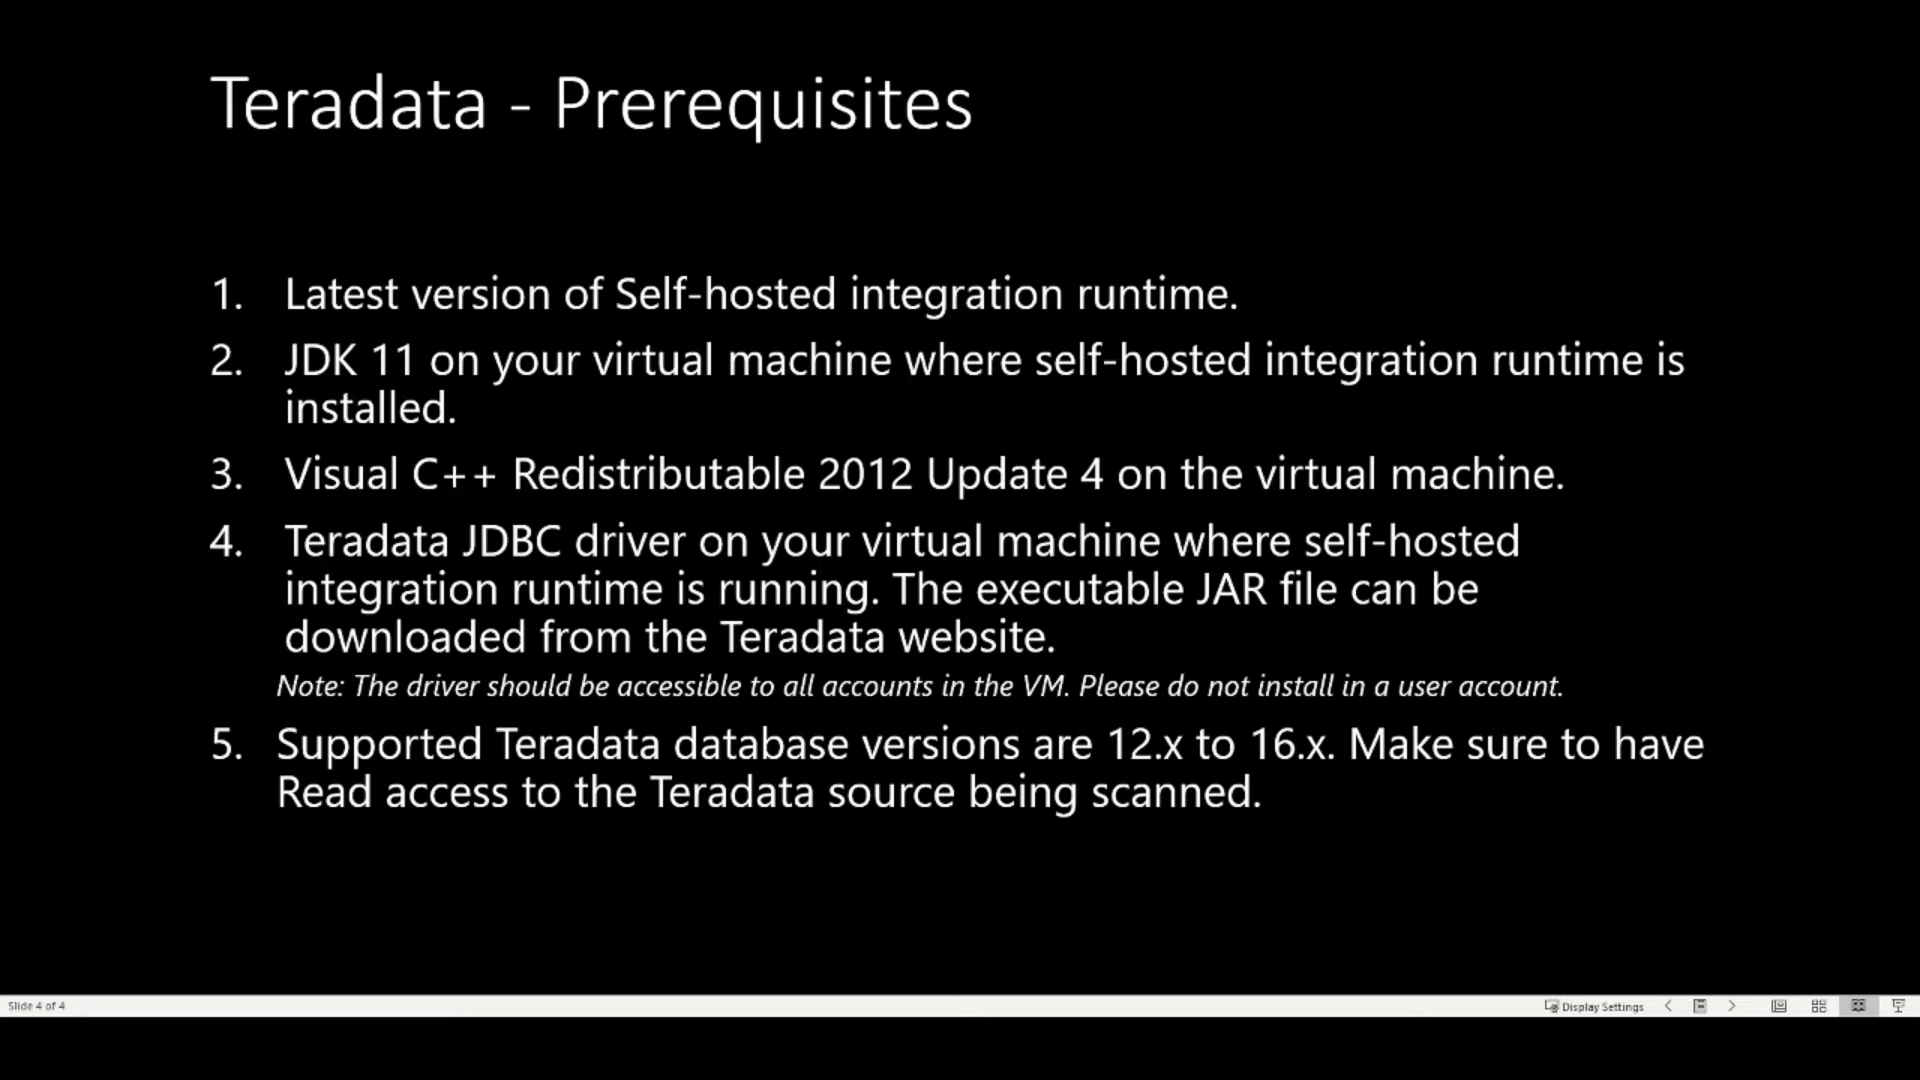 Teradata - Prerequisites
1. Latest version of Self-hosted integration runtime.
2. JDK 11 on your virtual machine where self-hosted integration runtime is
installed.
3. Visual C++ Redistributable 2012 Update 4 on the virtual machine.
4. Teradata JDBC driver on your virtual machine where self-hosted
integration runtime is running. The executable JAR file can be
downloaded from the Teradata website.
Note: The driver should be accessible to all accounts in the VM. Please do not install in a user account.
5. Supported Teradata database versions are 12.x to 16.x. Make sure to have
Read access to the Teradata source being scanned.
Slide 4 of 4
Display Settings